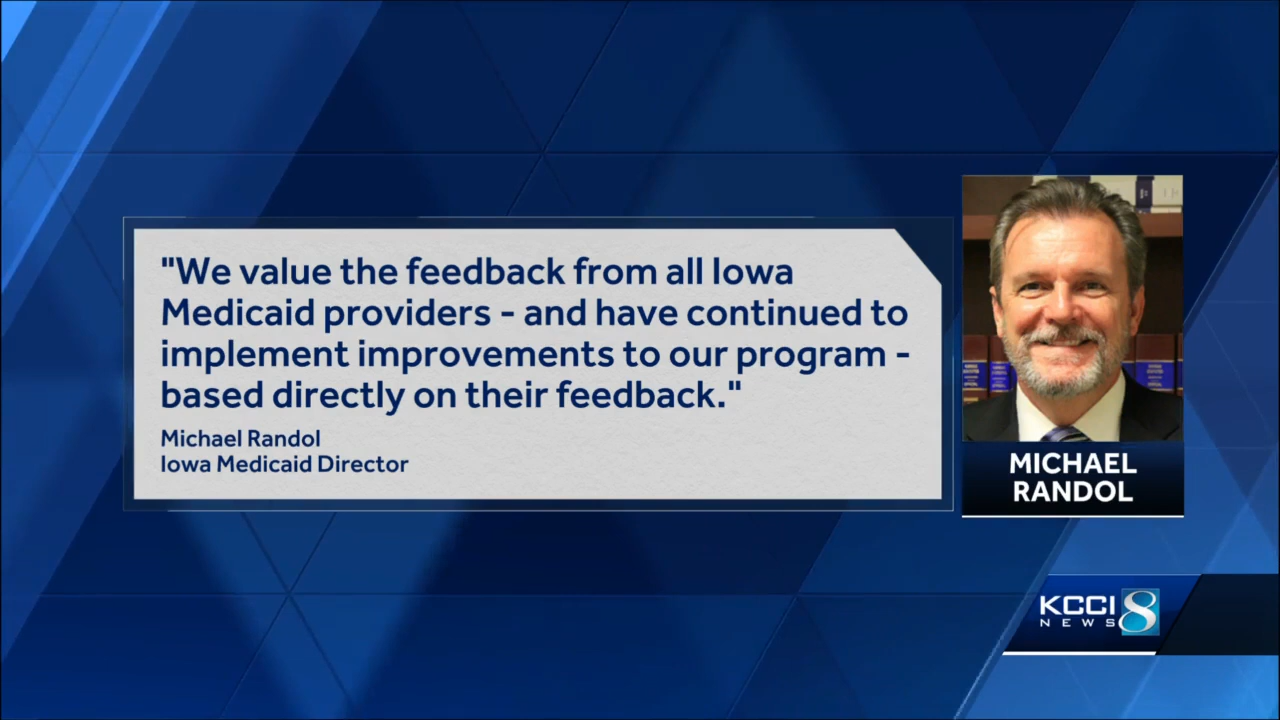 "We value the feedback from all Iowa
Medicaid providers - and have continued to
implement improvements to our program -
based directly on their feedback."
Michael Randol
Iowa Medicaid Director
MICHAEL
RANDOL
KCCI 8
NEWS